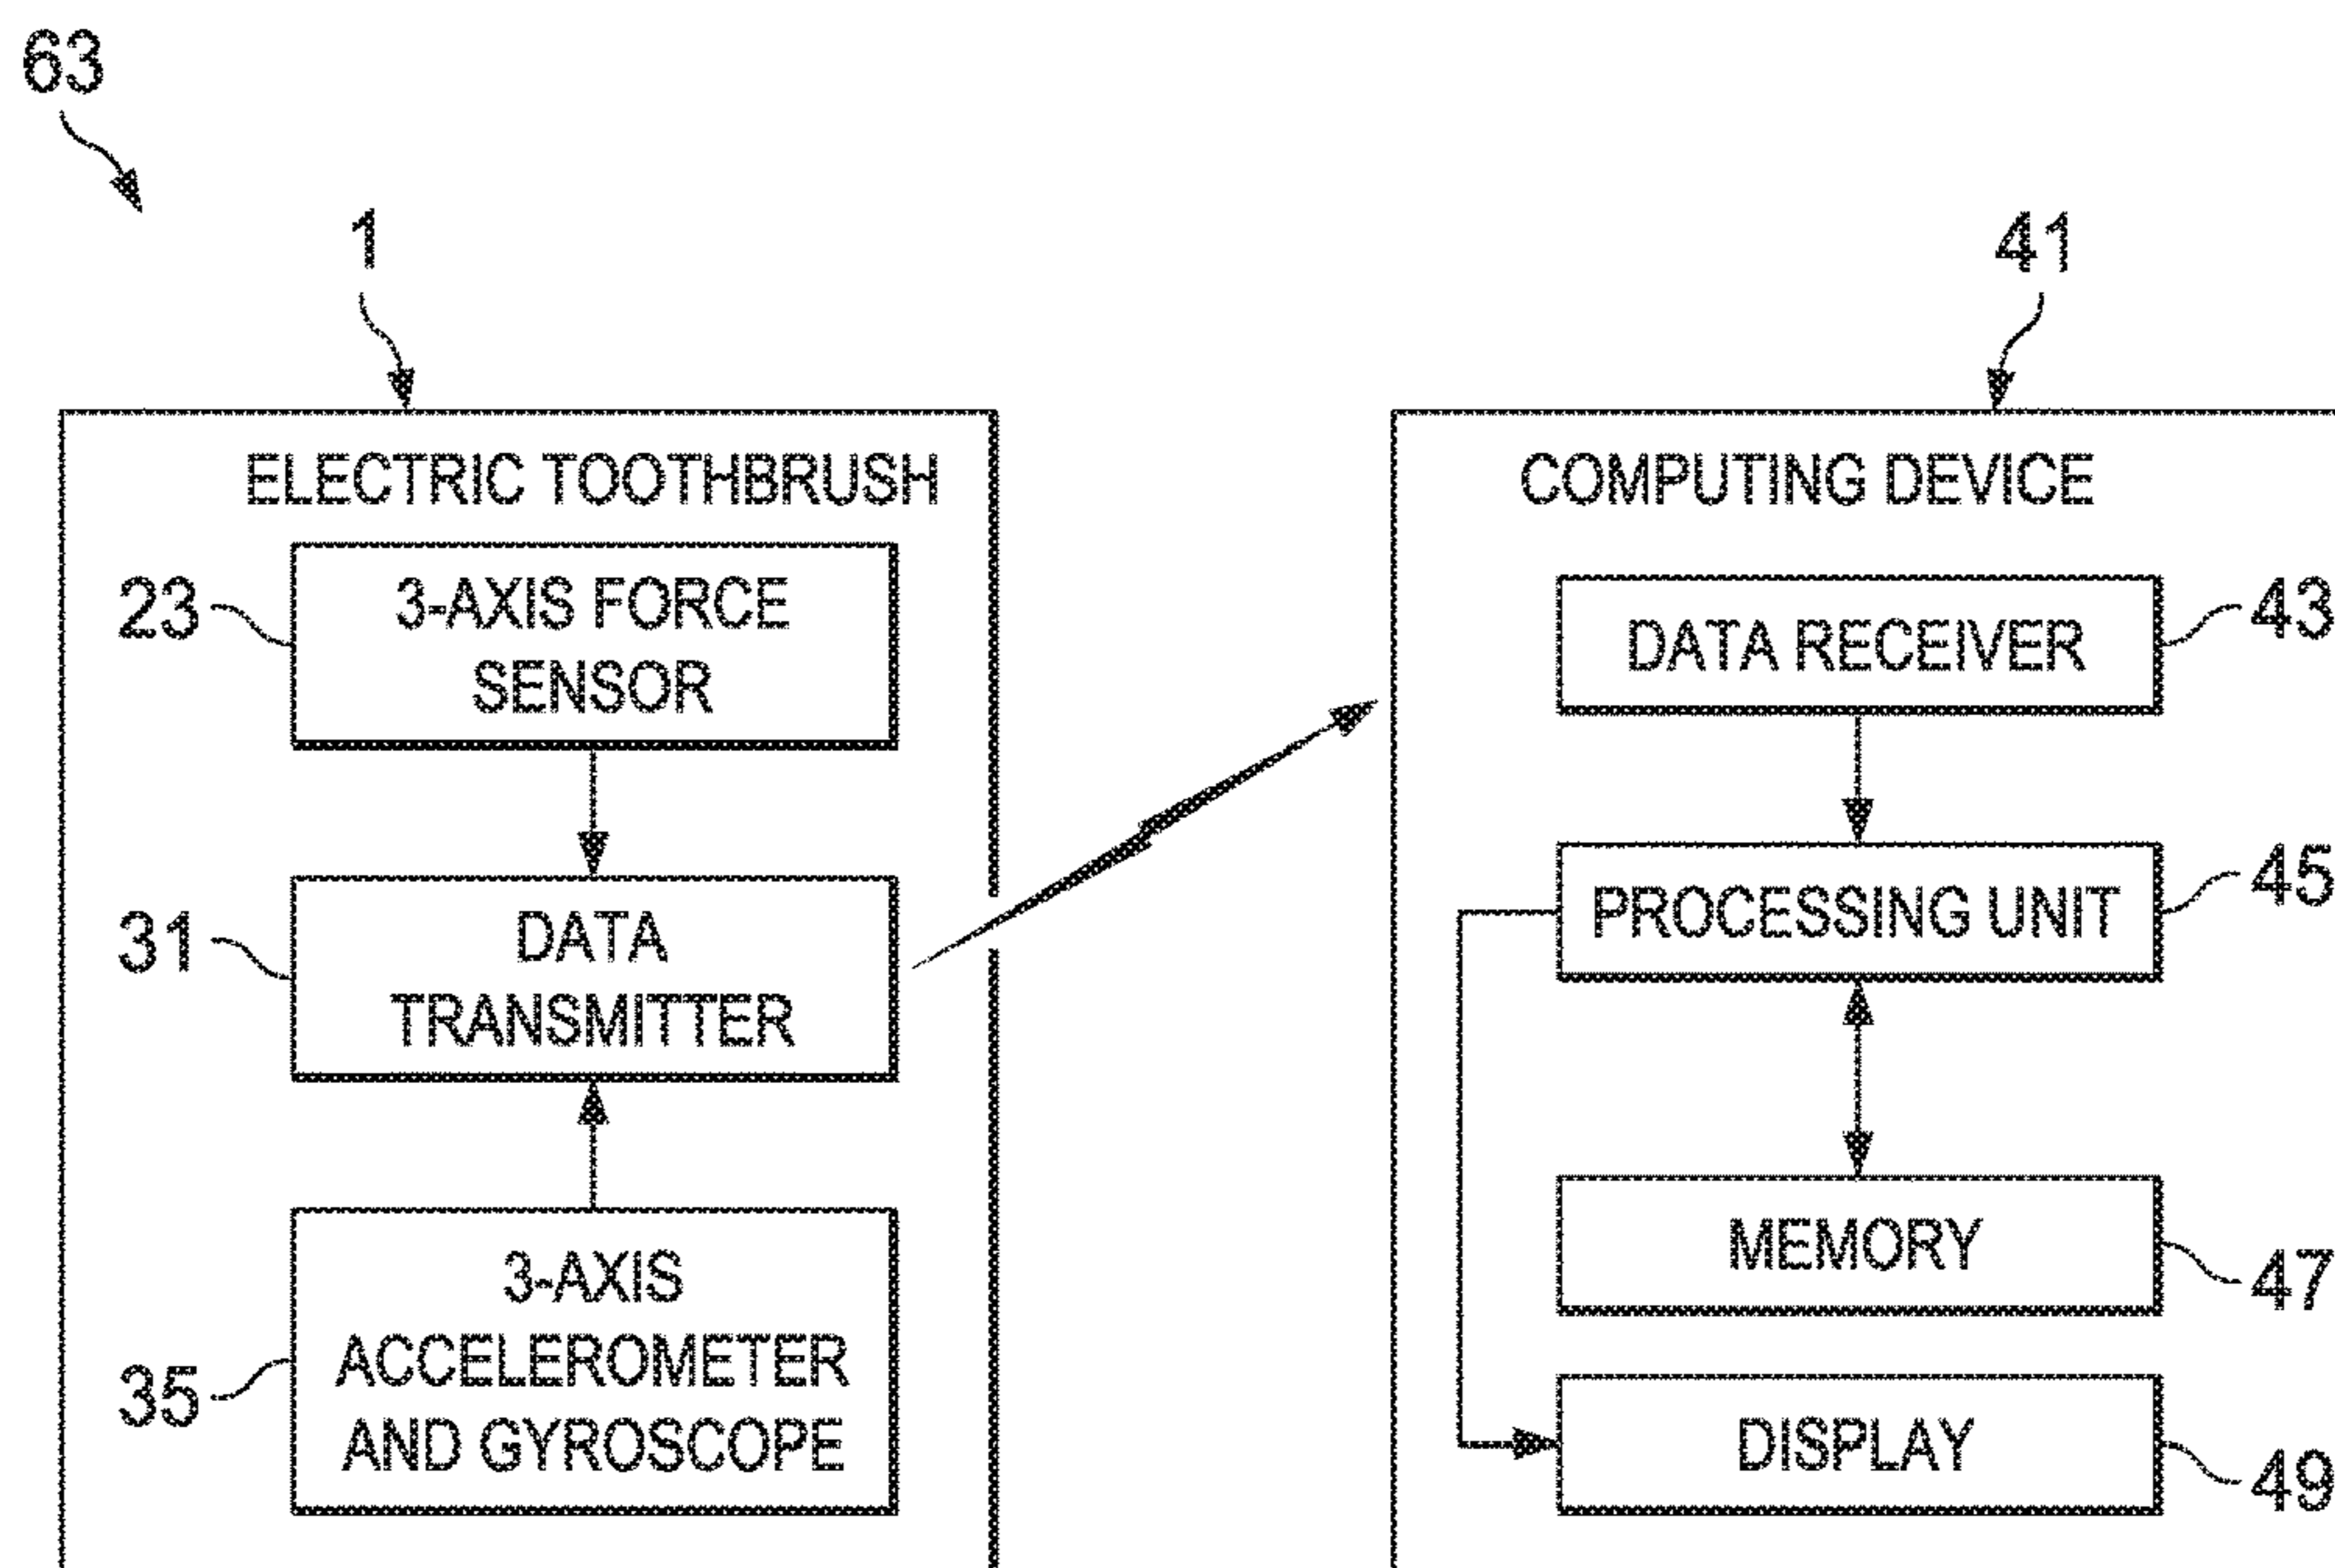 63
1
41
ELECTRIC TOOTHBRUSH
23
3-AXIS FORCE
SENSOR
31
DATA
TRANSMITTER
35
3-AXIS
ACCELEROMETER
AND GYROSCOPE
COMPUTING DEVICE
DATA RECEIVER
43
PROCESSING UNIT
45
MEMORY
47
DISPLAY
49